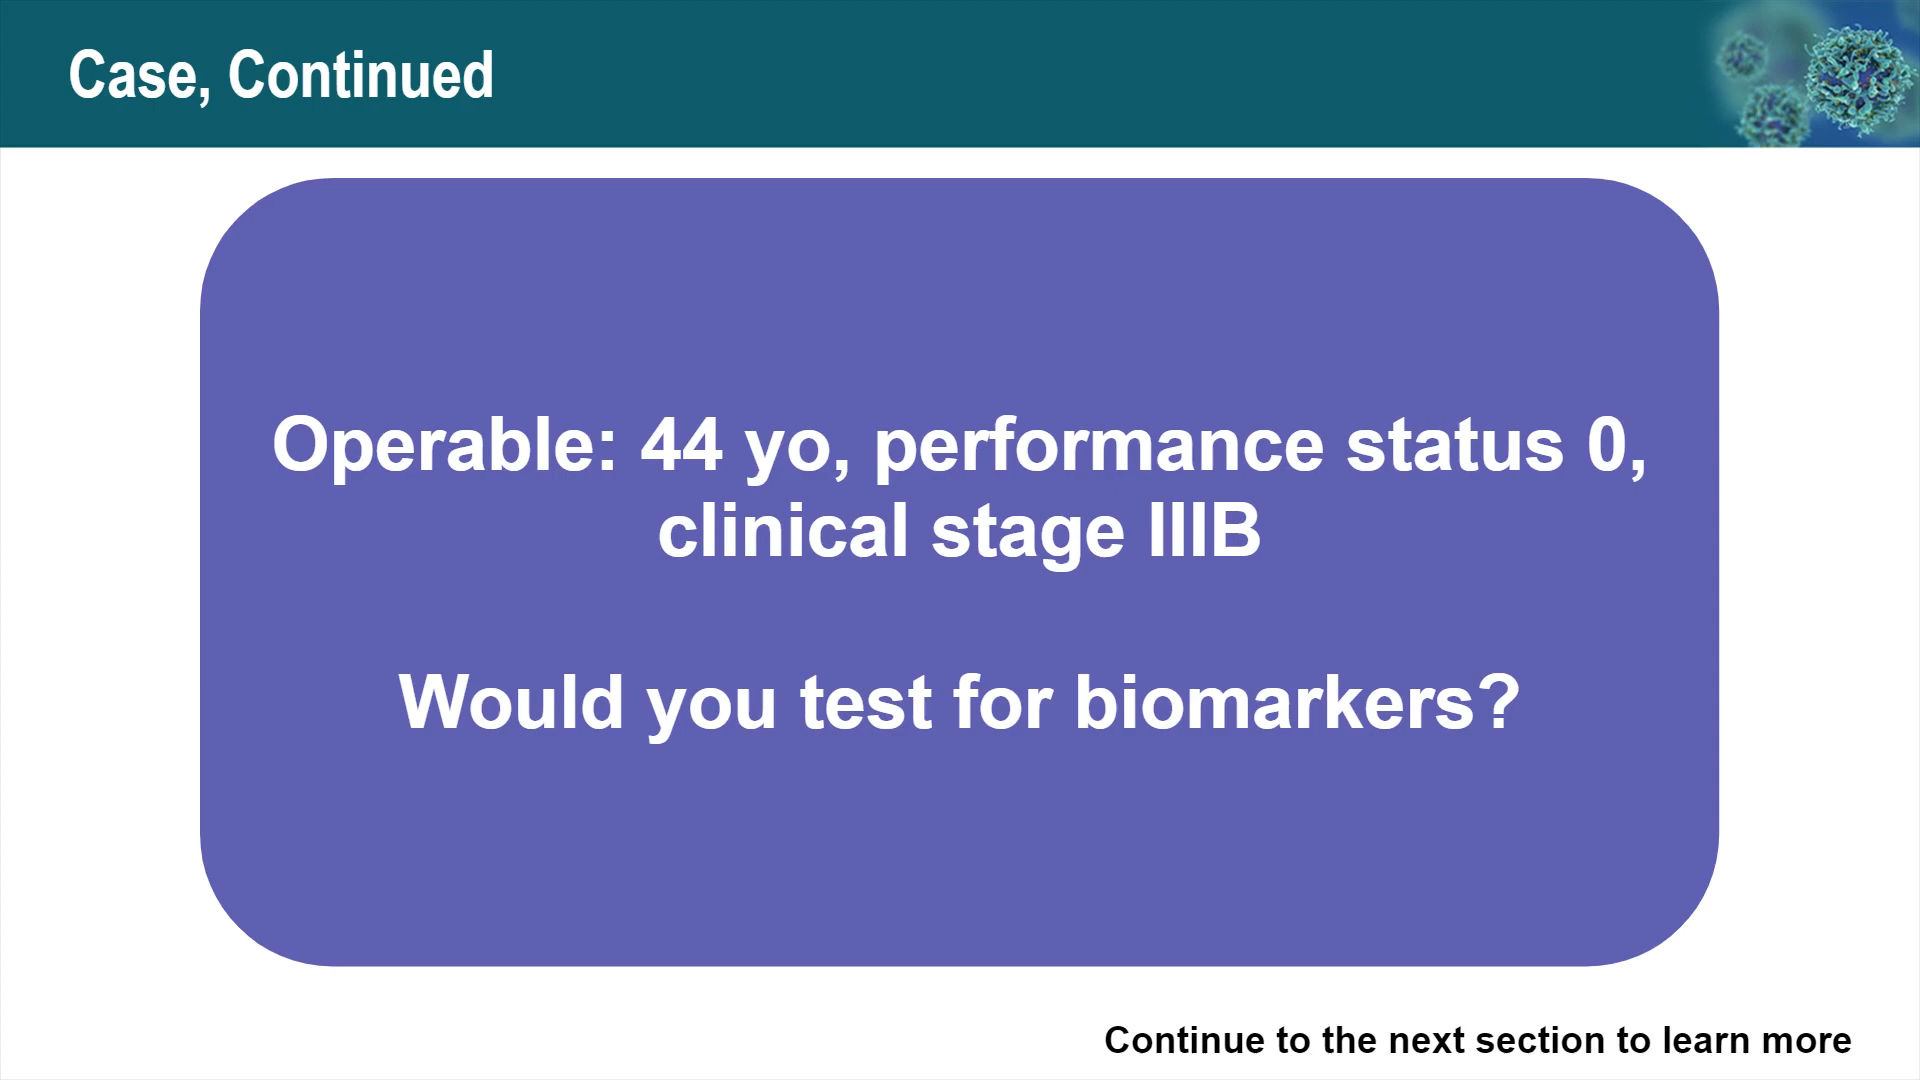 Case, Continued
Operable: 44 yo, performance status 0,
clinical stage IIIB
Would you test for biomarkers?
Continue to the next section to learn more